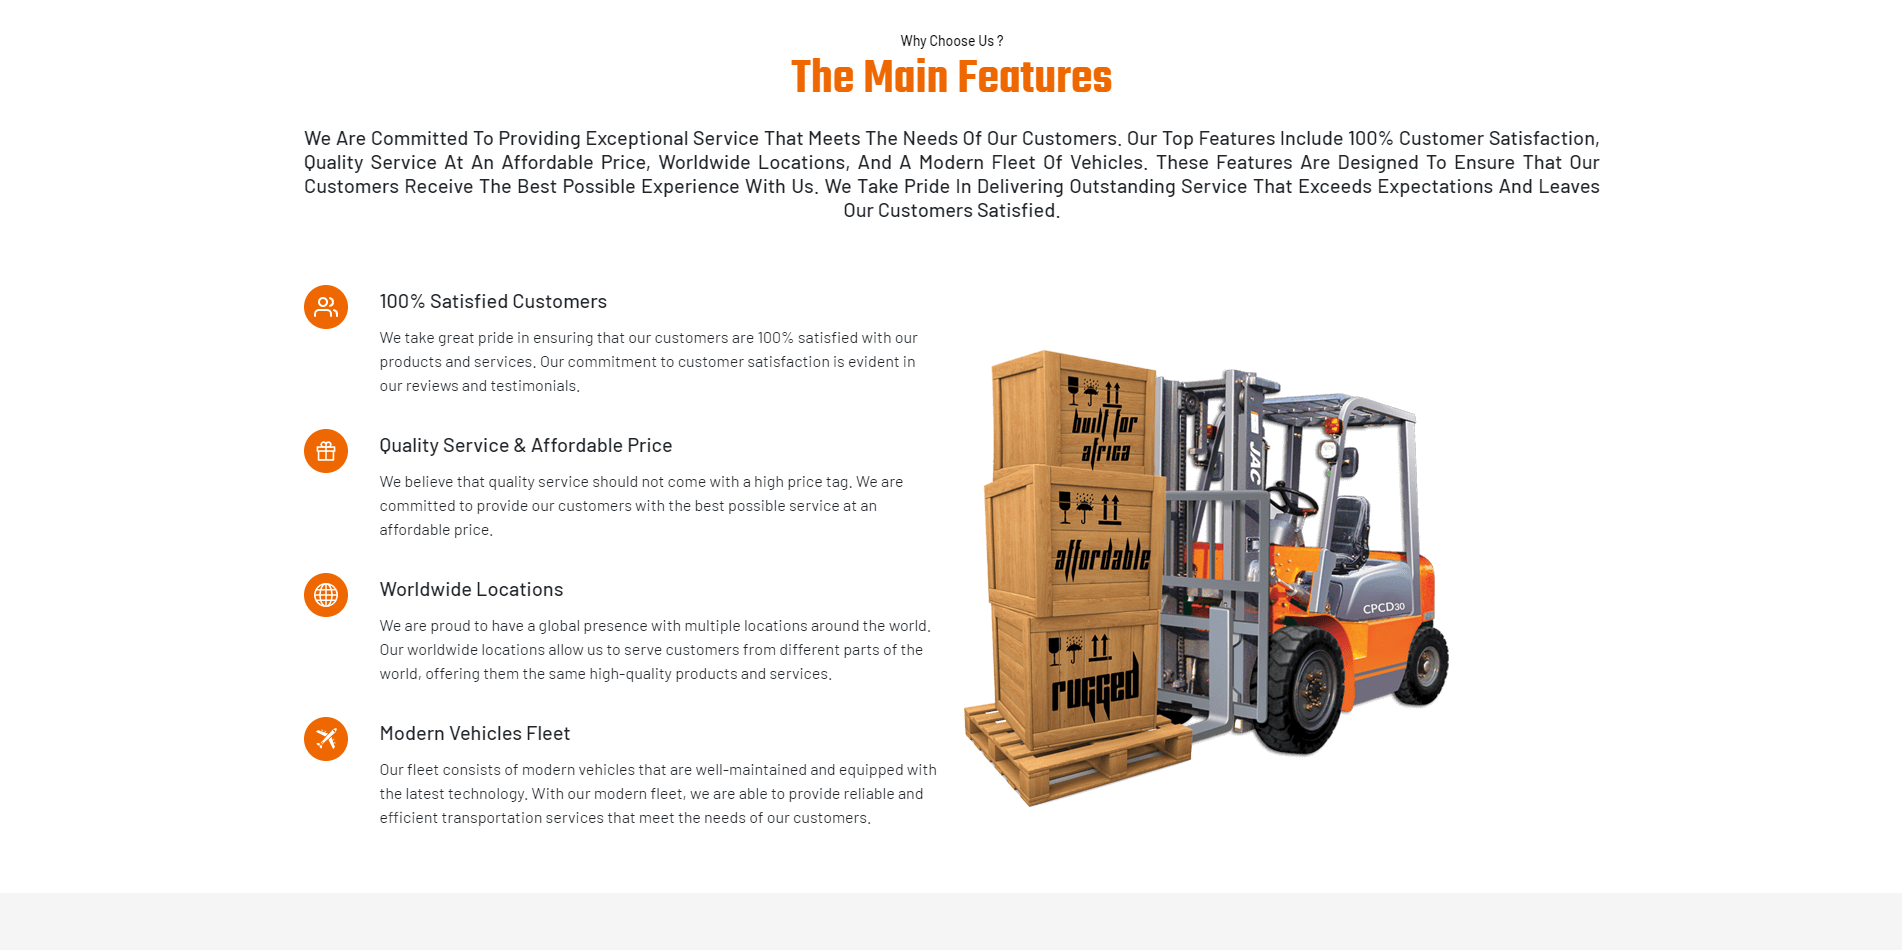 Why Choose Us ?
The Main Features
We Are Committed To Providing Exceptional Service That Meets The Needs Of Our Customers. Our Top Features Include 100% Customer Satisfaction,
Quality Service At An Affordable Price, Worldwide Locations, And A Modern Fleet Of Vehicles. These Features Are Designed To Ensure That Our
Customers Receive The Best Possible Experience With Us. We Take Pride In Delivering Outstanding Service That Exceeds Expectations And Leaves
Our Customers Satisfied.
100% Satisfied Customers
We take great pride in ensuring that our customers are 100% satisfied with our
products and services. Our commitment to customer satisfaction is evident in
our reviews and testimonials.
Quality Service & Affordable Price
We believe that quality service should not come with a high price tag. We are
committed to provide our customers with the best possible service at an
affordable price.
Worldwide Locations
We are proud to have a global presence with multiple locations around the world.
Our worldwide locations allow us to serve customers from different parts of the
world, offering them the same high-quality products and services.
Modern Vehicles Fleet
Our fleet consists of modern vehicles that are well-maintained and equipped with
the latest technology. With our modern fleet, we are able to provide reliable and
efficient transportation services that meet the needs of our customers.
built for
africa
affordable
rugged
JAC
CPCD30